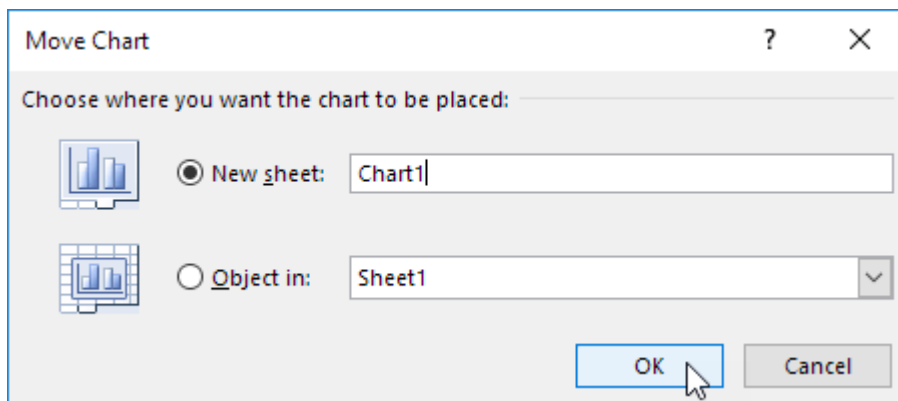 Move Chart ?
Choose where you want the chart to be placed:
New sheet: Chart1
Object in: Sheet1
OK Cancel